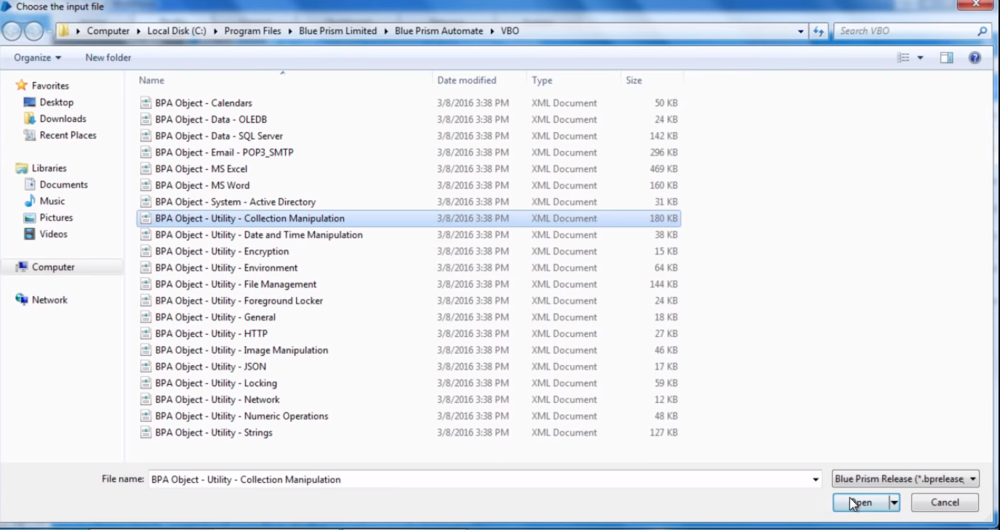 Choose the input file
Computer Local Disk (C:) Program Files Blue Prism Limited Blue Prism Automate VBO Search VBO
Organize New folder
Name Date modified Type Size
Favorites
Desktop
Downloads
Recent Places
Libraries
Documents
Music
Pictures
Videos
Computer
Network
BPA Object - Calendars 3/8/2016 3:38 PM XML Document 50 KB
BPA Object - Data - OLEDB 3/8/2016 3:38 PM XML Document 24 KB
BPA Object - Data - SQL Server 3/8/2016 3:38 PM XML Document 142 KB
BPA Object - Email - POP3_SMTP 3/8/2016 3:38 PM XML Document 296 KB
BPA Object - MS Excel 3/8/2016 3:38 PM XML Document 469 KB
BPA Object - MS Word 3/8/2016 3:38 PM XML Document 160 KB
BPA Object - System - Active Directory 3/8/2016 3:38 PM XML Document 31 KB
BPA Object - Utility - Collection Manipulation 3/8/2016 3:38 PM XML Document 180 KB
BPA Object - Utility - Date and Time Manipulation 3/8/2016 3:38 PM XML Document 38 KB
BPA Object - Utility - Encryption 3/8/2016 3:38 PM XML Document 15 KB
BPA Object - Utility - Environment 3/8/2016 3:38 PM XML Document 64 KB
BPA Object - Utility - File Management 3/8/2016 3:38 PM XML Document 144 KB
BPA Object - Utility - Foreground Locker 3/8/2016 3:38 PM XML Document 24 KB
BPA Object - Utility - General 3/8/2016 3:38 PM XML Document 18 KB
BPA Object - Utility - HTTP 3/8/2016 3:38 PM XML Document 27 KB
BPA Object - Utility - Image Manipulation 3/8/2016 3:38 PM XML Document 46 KB
BPA Object - Utility - JSON 3/8/2016 3:38 PM XML Document 17 KB
BPA Object - Utility - Locking 3/8/2016 3:38 PM XML Document 59 KB
BPA Object - Utility - Network 3/8/2016 3:38 PM XML Document 12 KB
BPA Object - Utility - Numeric Operations 3/8/2016 3:38 PM XML Document 48 KB
BPA Object - Utility - Strings 3/8/2016 3:38 PM XML Document 127 KB
File name: BPA Object - Utility - Collection Manipulation Blue Prism Release (*.bprelease,
Open Cancel